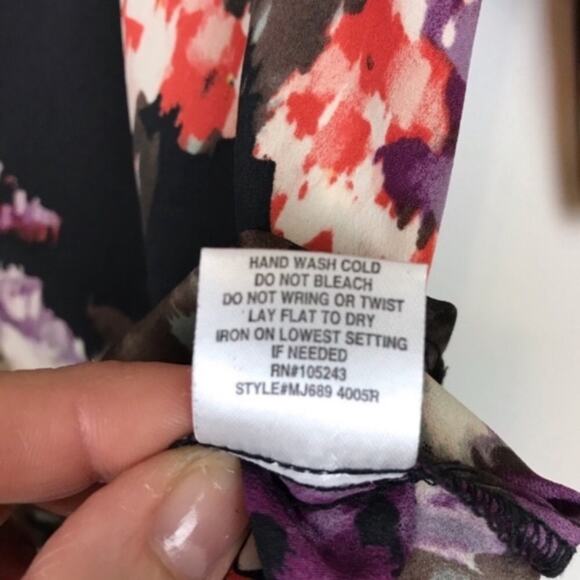 HAND WASH COLD
DO NOT BLEACH
DO NOT WRING OR TWIST
LAY FLAT TO DRY
IRON ON LOWEST SETTING
IF NEEDED
RN#105243
STYLE#MJ689 4005R